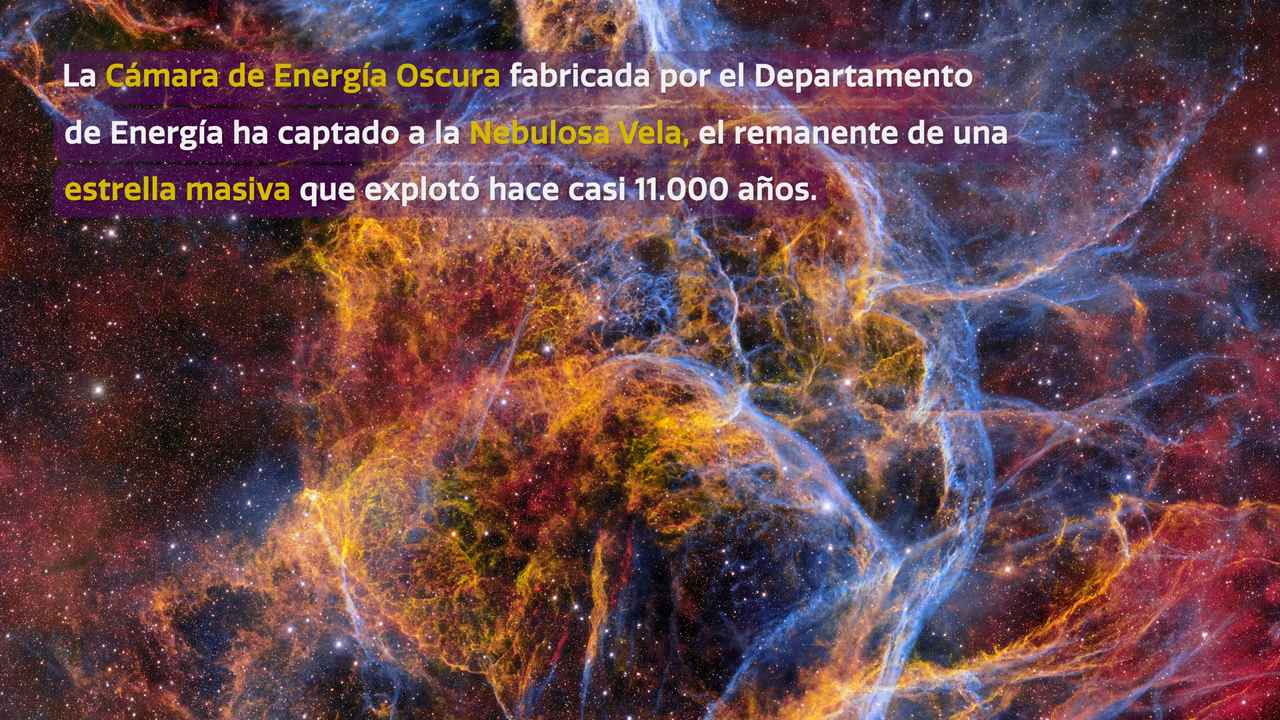 La Cámara de Energía Oscura fabricada por el Departamento
de Energía ha captado a la Nebulosa Vela, el remanente de una
estrella masiva que explotó hace casi 11.000 años.